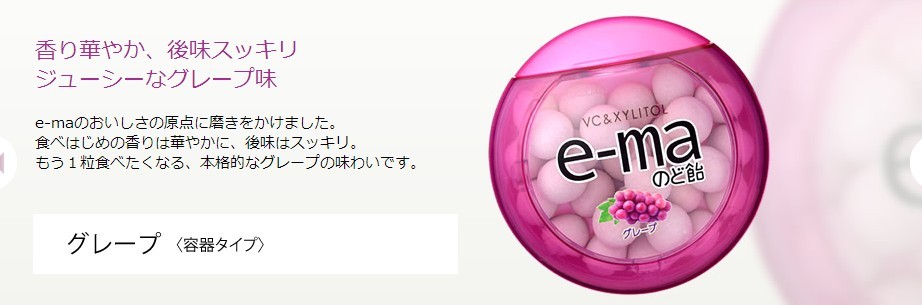 香り華やか、後味スッキリ
ジューシーなグレープ味
e-maのおいしさの原点に磨きをかけました。
食べはじめの香りは華やかに、後味はスッキリ。
もう１粒食べたくなる、本格的なグレープの味わいです。
グレープ 〈容器タイプ〉
VC&XYLITOL
e-ma
のど飴
グレープ